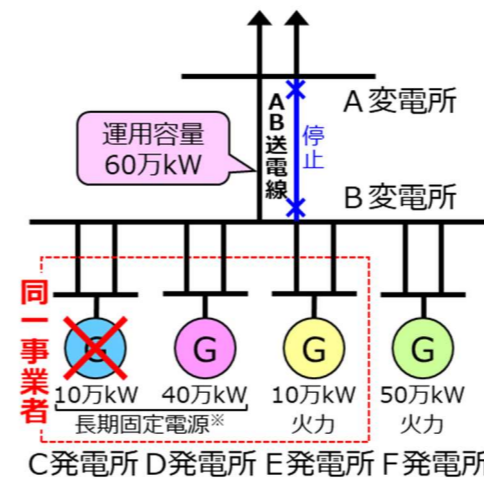 A変電所
AB送電線
停止
運用容量
60万kW
B変電所
同一事業者
G G G G
10万kW 40万kW 10万kW 50万kW
長期固定電源※ 火力 火力
C発電所 D発電所 E発電所 F発電所